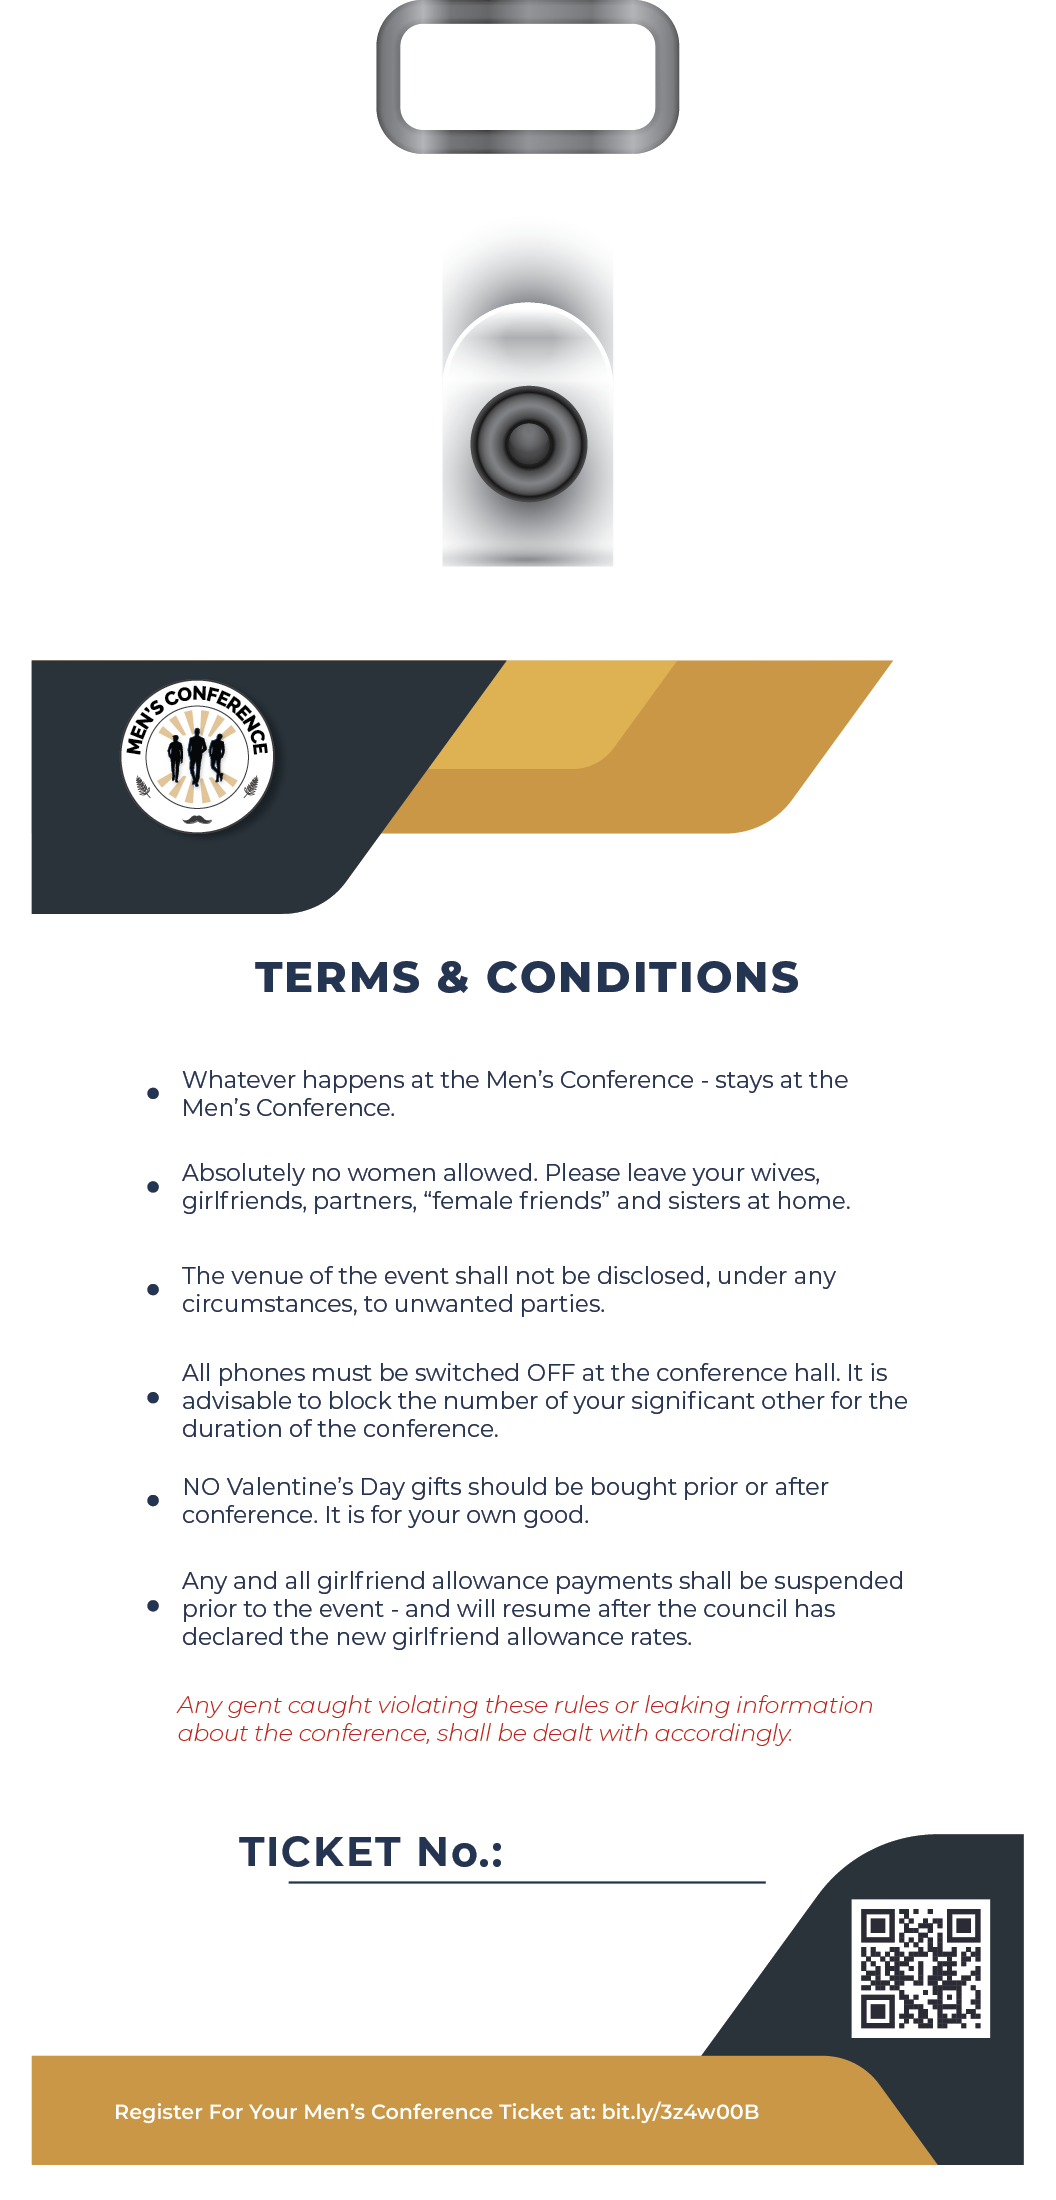 MEN'S CONFERENCE
TERMS & CONDITIONS
Whatever happens at the Men’s Conference - stays at the
Men’s Conference.
Absolutely no women allowed. Please leave your wives,
girlfriends, partners, “female friends” and sisters at home.
The venue of the event shall not be disclosed, under any
circumstances, to unwanted parties.
All phones must be switched OFF at the conference hall. It is
advisable to block the number of your significant other for the
duration of the conference.
NO Valentine’s Day gifts should be bought prior or after
conference. It is for your own good.
Any and all girlfriend allowance payments shall be suspended
prior to the event - and will resume after the council has
declared the new girlfriend allowance rates.
Any gent caught violating these rules or leaking information
about the conference, shall be dealt with accordingly.
TICKET No.:
Register For Your Men’s Conference Ticket at: bit.ly/3z4w00B